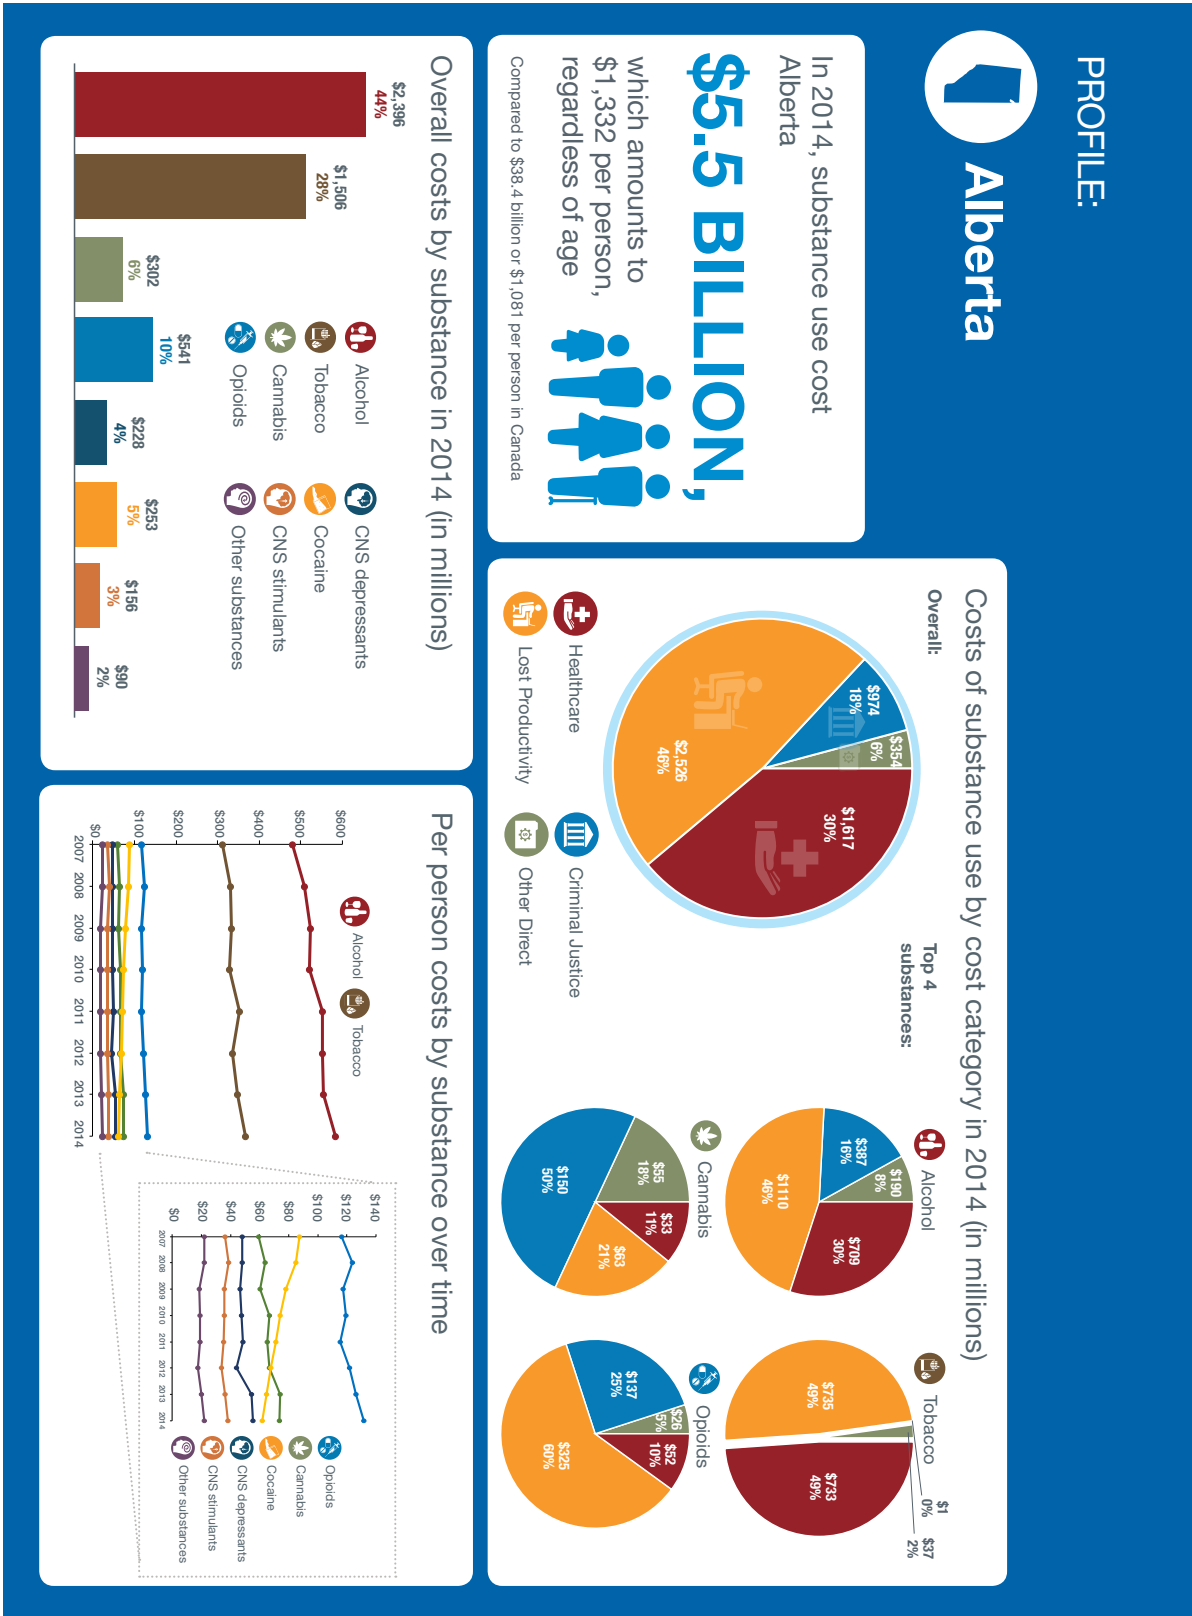 PROFILE:
Alberta
In 2014, substance use cost
Alberta
$5.5 BILLION,
which amounts to
$1,332 per person,
regardless of age
Compared to $38.4 billion or $1,081 per person in Canada
Overall costs by substance in 2014 (in millions)
$2,396
44%
$1,506
28%
$302
6%
$541
10%
$228
4%
$253
5%
$156
3%
$90
2%
Alcohol
Tobacco
Cannabis
Opioids
CNS depressants
Cocaine
CNS stimulants
Other substances
Costs of substance use by cost category in 2014 (in millions)
Overall:
$974
18%
$354
6%
$1,617
30%
$2,526
46%
Healthcare
Lost Productivity
Criminal Justice
Other Direct
Top 4
substances:
Alcohol
$387
16%
$190
8%
$709
30%
$1110
46%
Tobacco
$1
0%
$37
2%
$735
49%
$733
49%
Cannabis
$55
18%
$33
11%
$63
21%
$150
50%
Opioids
$137
25%
$26
5%
$52
10%
$325
60%
Per person costs by substance over time
Alcohol
Tobacco
$600
$500
$400
$300
$200
$100
$0
2007 2008 2009 2010 2011 2012 2013 2014
$140
$120
$100
$80
$60
$40
$20
$0
2007 2008 2009 2010 2011 2012 2013 2014
Opioids
Cannabis
Cocaine
CNS depressants
CNS stimulants
Other substances